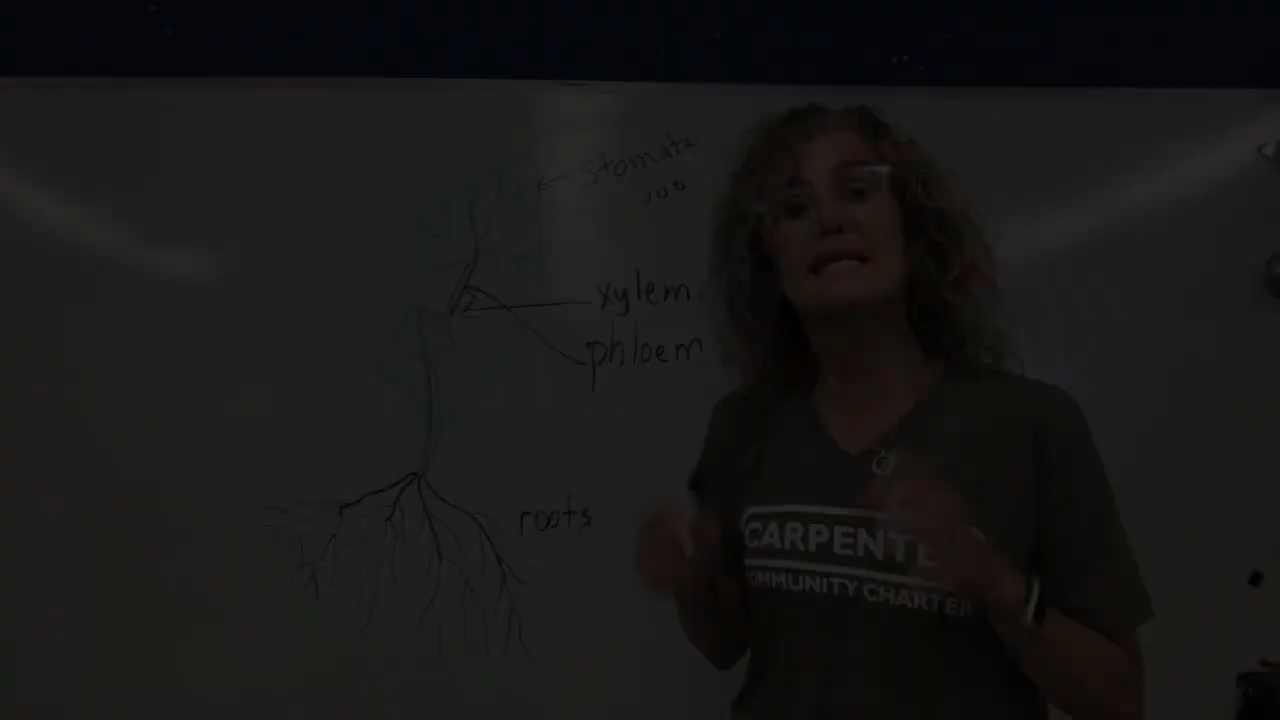 stomata
xylem
phloem
roots
CARPENTE
COMMUNITY CHARTER